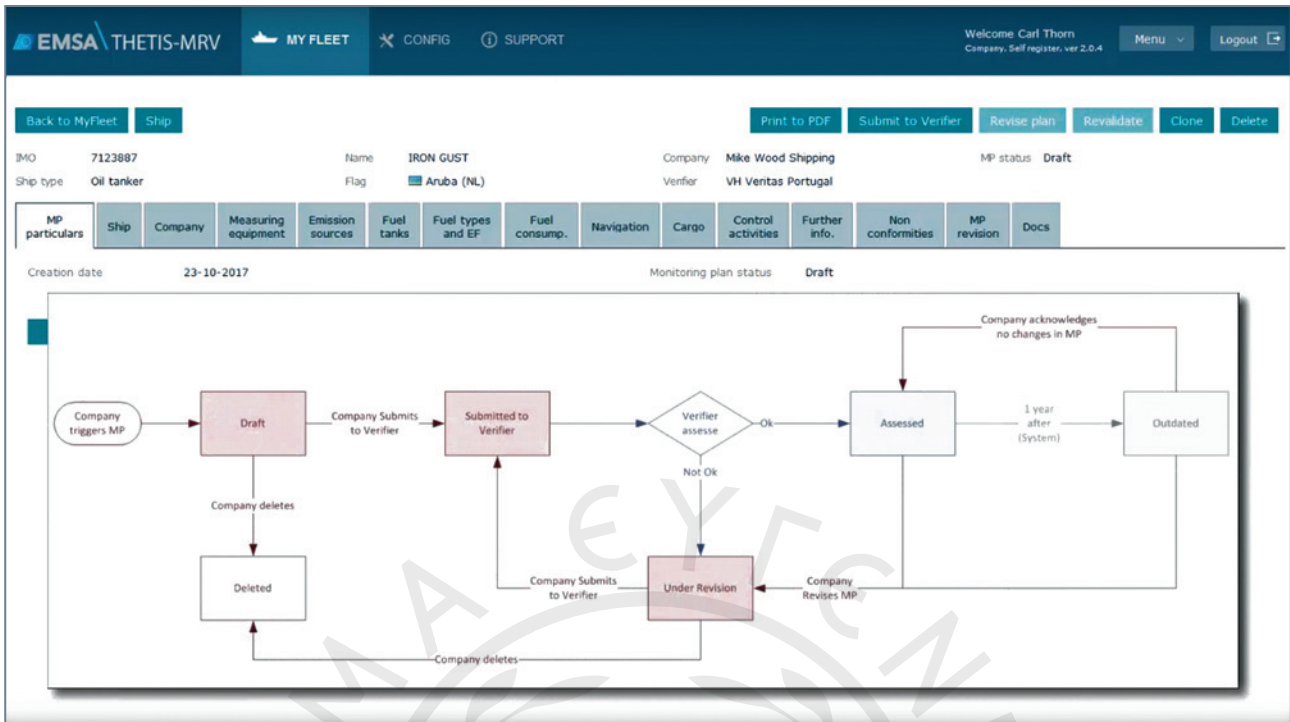 EMSA THETIS-MRV
MY FLEET
CONFIG
SUPPORT
Welcome Carl Thorn
Company, Self register, ver 2.0.4
Menu
Logout
Back to MyFleet
Ship
Print to PDF
Submit to Verifier
Revise plan
Revalidate
Clone
Delete
IMO 7123887
Name IRON GUST
Company Mike Wood Shipping
MP status Draft
Ship type Oil tanker
Flag Aruba (NL)
Verifier VH Veritas Portugal
MP
particulars
Ship
Company
Measuring
equipment
Emission
sources
Fuel
tanks
Fuel types
and EF
Fuel
consump.
Navigation
Cargo
Control
activities
Further
info.
Non
conformities
MP
revision
Docs
Creation date 23-10-2017
Monitoring plan status Draft
Company acknowledges
no changes in MP
Company
triggers MP
Draft
Company Submits
to Verifier
Submitted to
Verifier
Verifier
assesse
Ok
Assessed
1 year
after
(System)
Outdated
Not Ok
Company deletes
Deleted
Company Submits
to Verifier
Under Revision
Company
Revises MP
Company deletes
ΜΑ ΕΥΓΕΝ